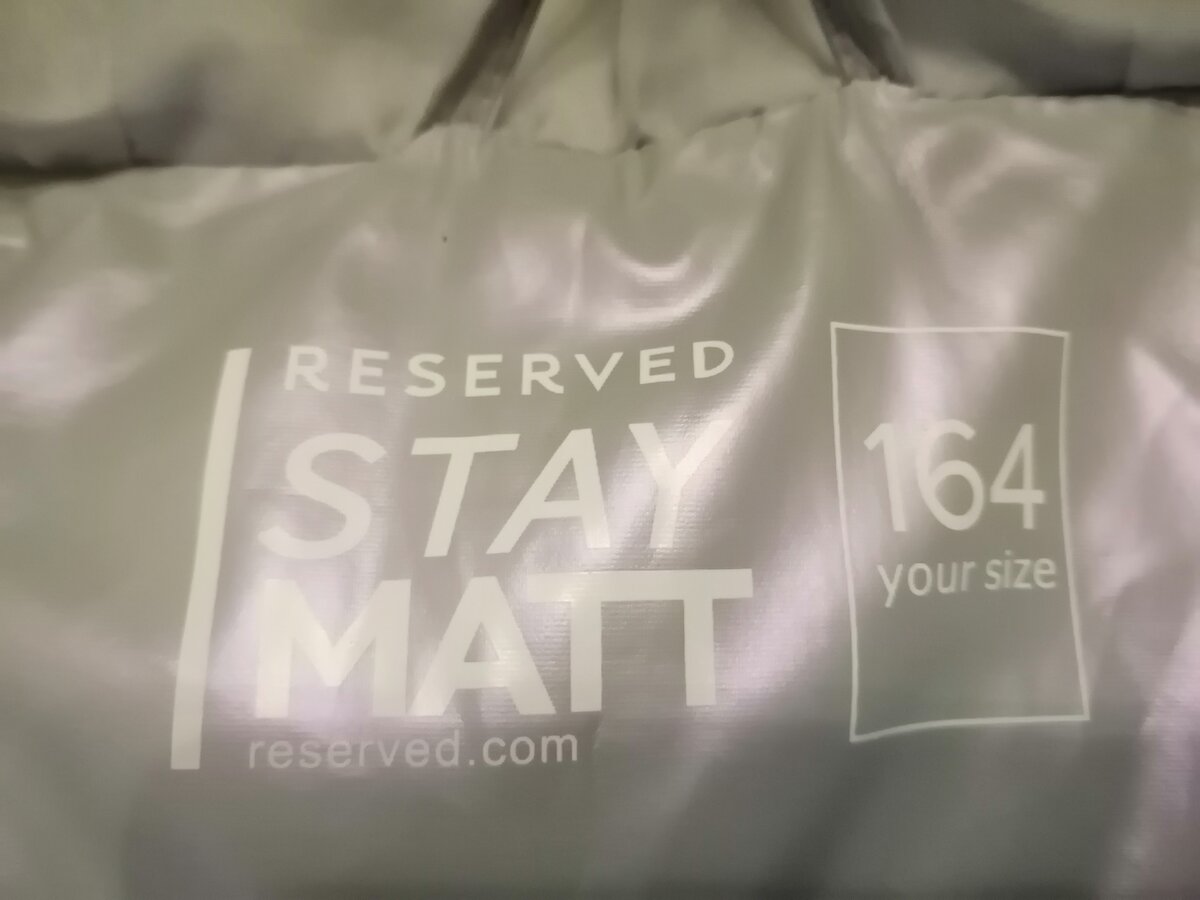 RESERVED
STAY
MATT
reserved.com
164
your size